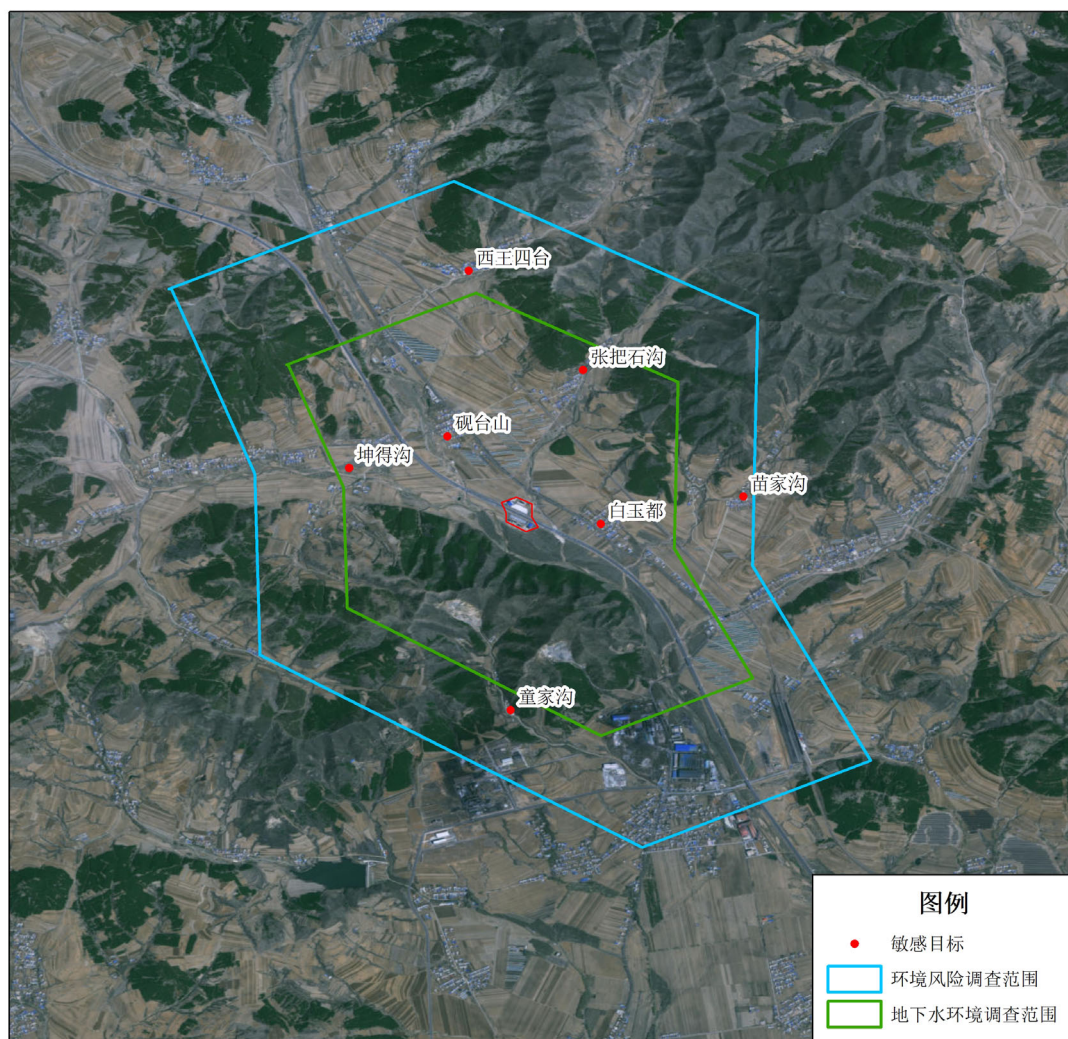 西王四台
张把石沟
砚台山
坤得沟
苗家沟
白玉都
童家沟
图例
敏感目标
环境风险调查范围
地下水环境调查范围